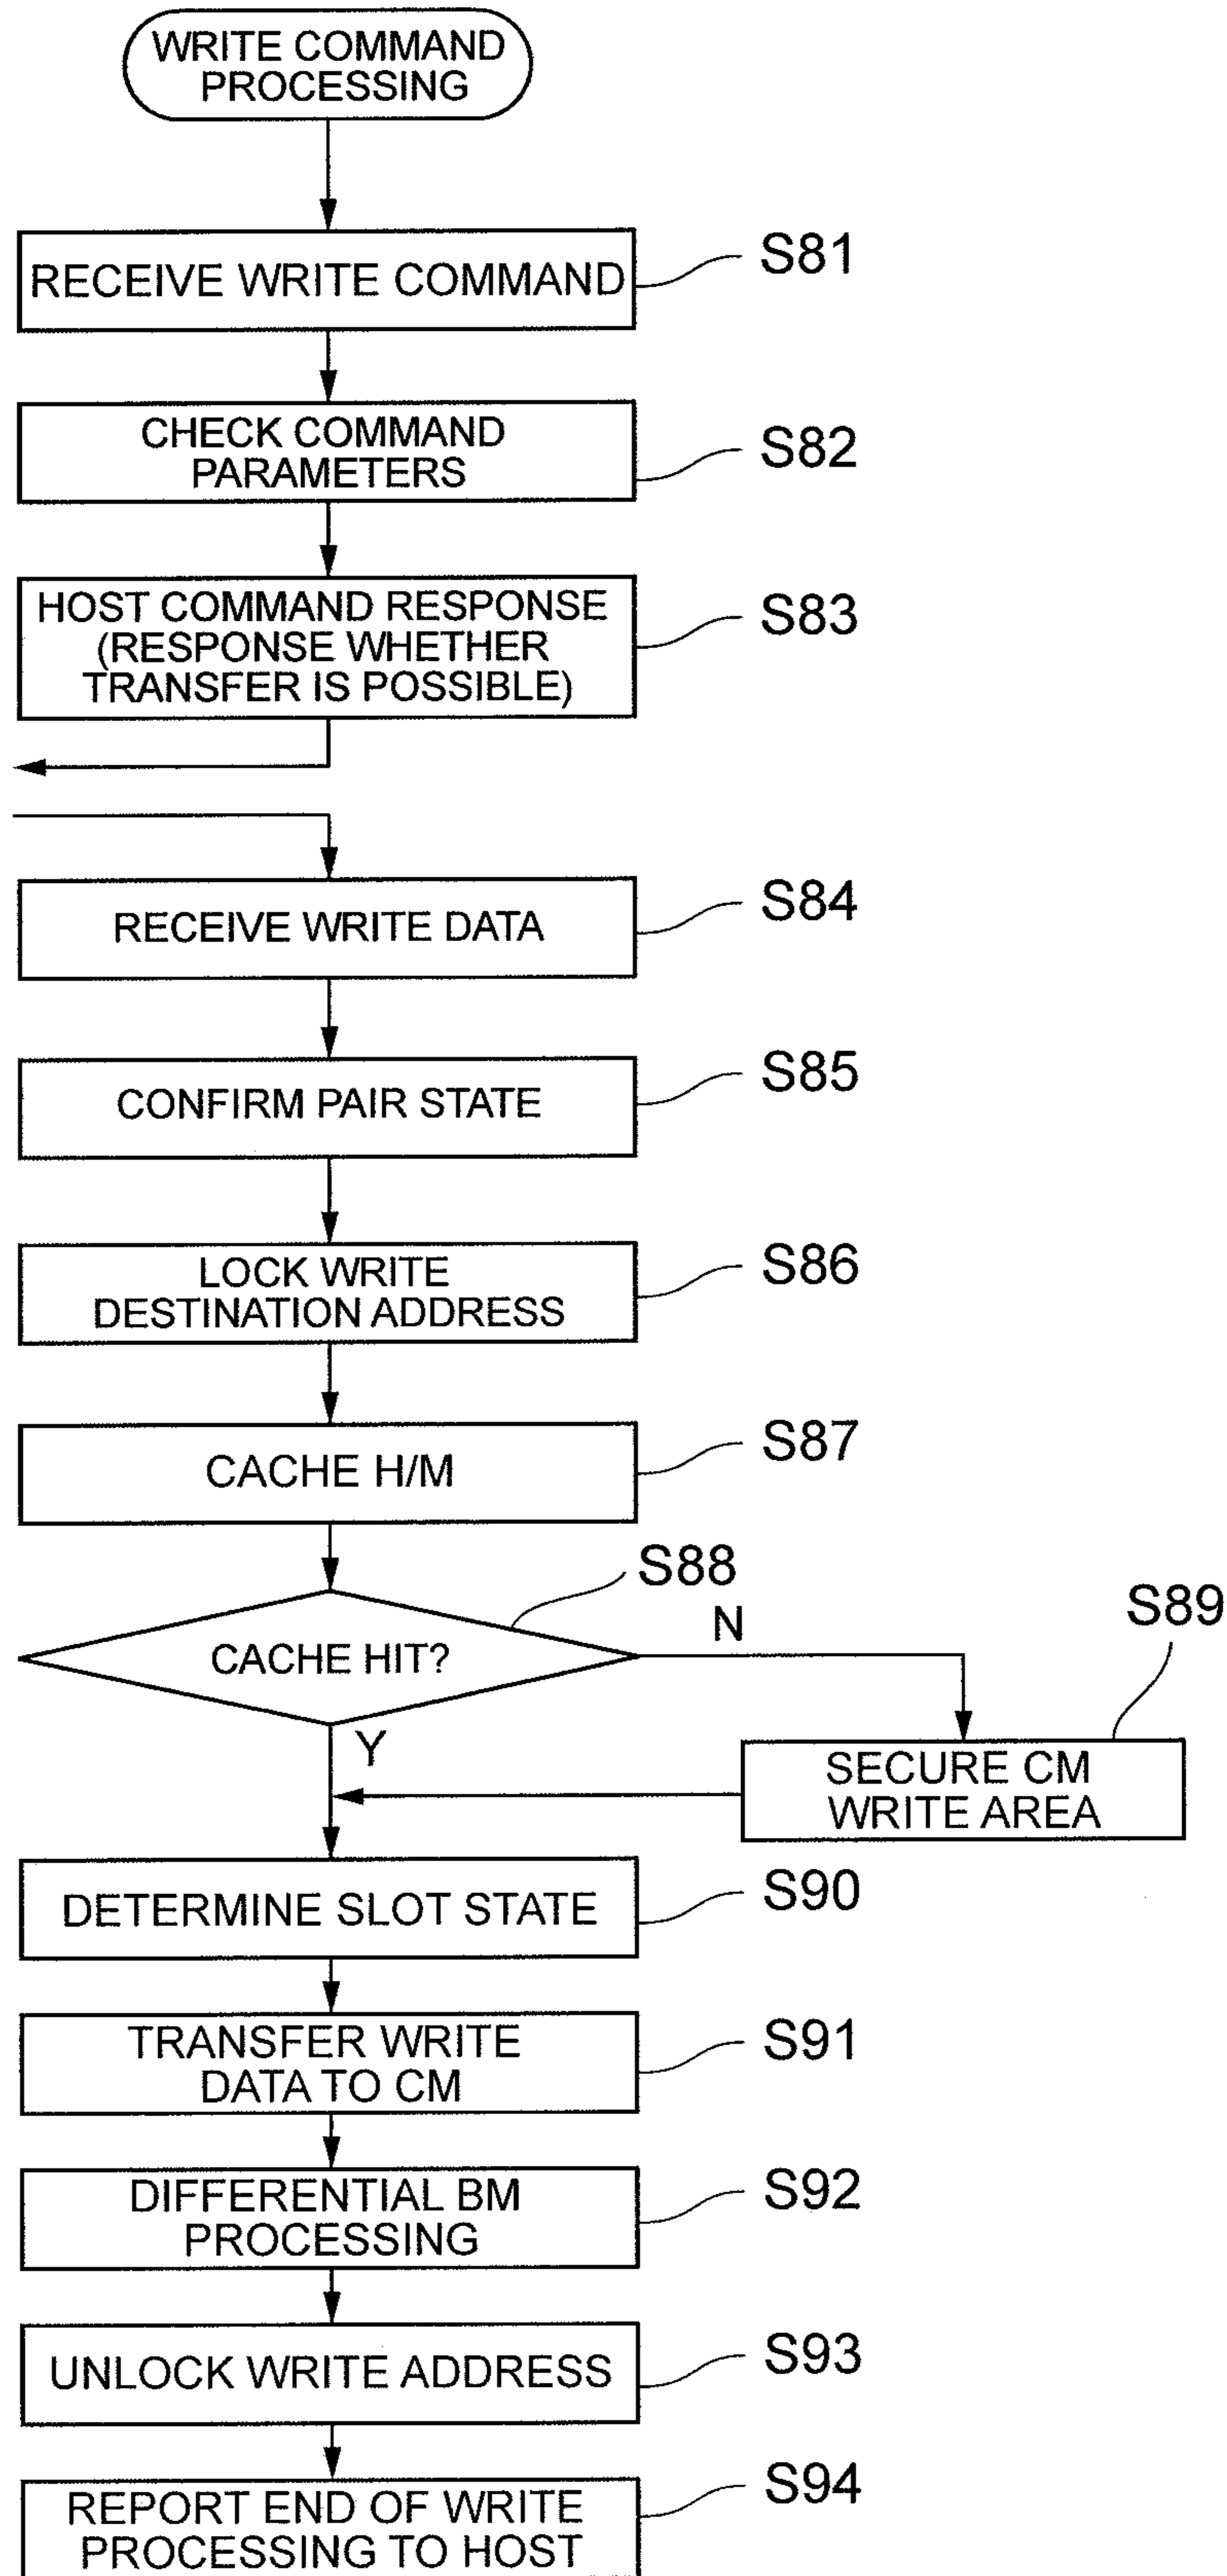 WRITE COMMAND
PROCESSING
RECEIVE WRITE COMMAND
S81
CHECK COMMAND
PARAMETERS
S82
HOST COMMAND RESPONSE
(RESPONSE WHETHER
TRANSFER IS POSSIBLE)
S83
RECEIVE WRITE DATA
S84
CONFIRM PAIR STATE
S85
LOCK WRITE
DESTINATION ADDRESS
S86
CACHE H/M
S87
CACHE HIT?
S88
N
Y
SECURE CM
WRITE AREA
S89
DETERMINE SLOT STATE
S90
TRANSFER WRITE
DATA TO CM
S91
DIFFERENTIAL BM
PROCESSING
S92
UNLOCK WRITE ADDRESS
S93
REPORT END OF WRITE
PROCESSING TO HOST
S94